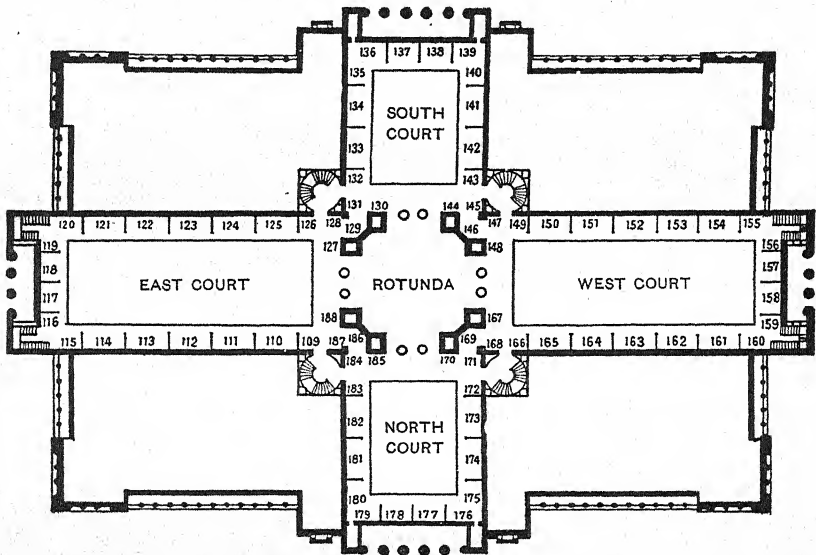 136 137 138 139
135 140
134 SOUTH COURT 141
133 142
132 143
131 130 144 145
120 121 122 123 124 125 126 128 129 146 147 149 150 151 152 153 154 155
119 127 148 156
118 EAST COURT ROTUNDA WEST COURT 157
117 158
116 188 167 159
115 114 113 112 111 110 109 187 186 169 168 166 165 164 163 162 161 160
184 185 170 171
183 172
182 NORTH COURT 173
181 174
180 175
179 178 177 176